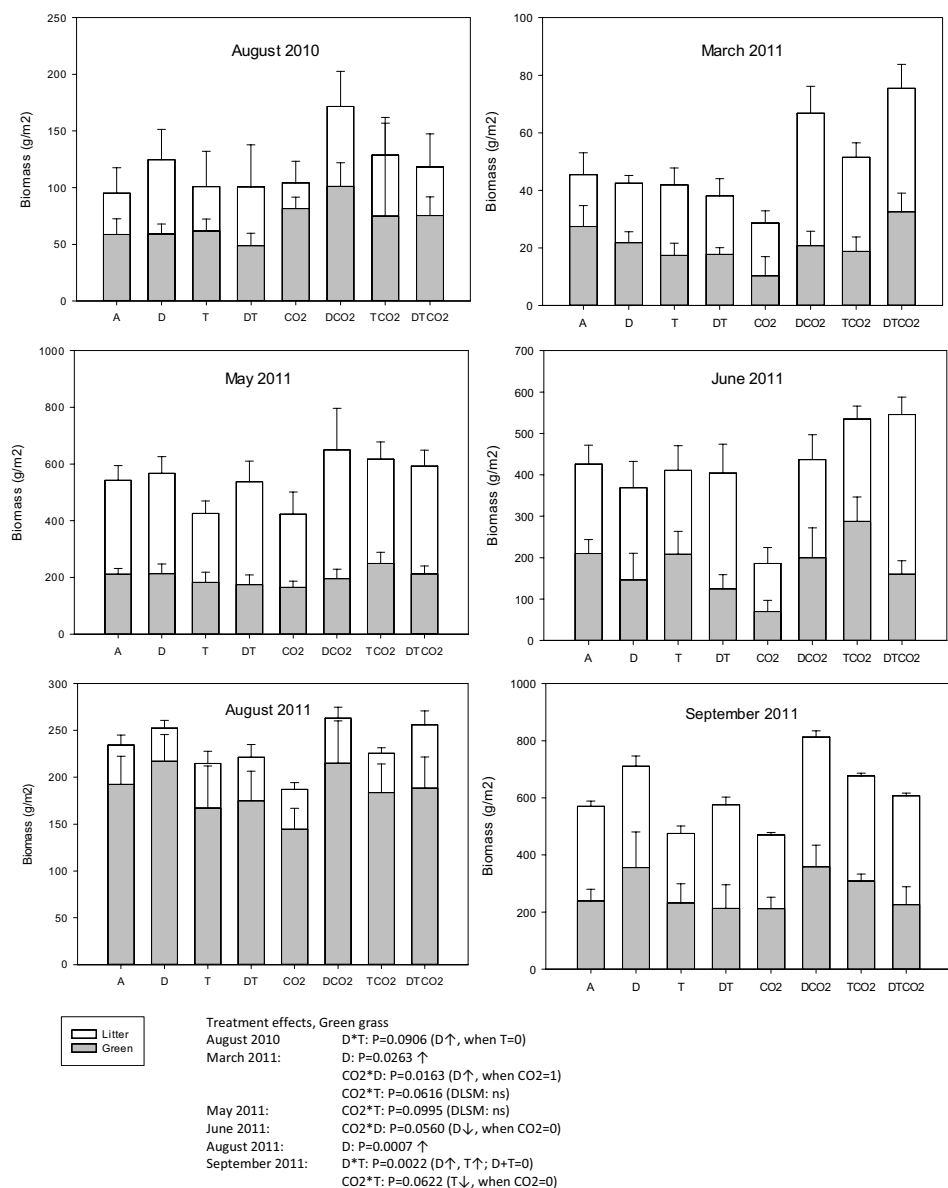 August 2010
Biomass (g/m2)
250
200
150
100
50
0
A D T DT CO2 DCO2 TCO2 DTCO2
March 2011
Biomass (g/m2)
100
80
60
40
20
0
A D T DT CO2 DCO2 TCO2 DTCO2
May 2011
Biomass (g/m2)
1000
800
600
400
200
0
A D T DT CO2 DCO2 TCO2 DTCO2
June 2011
Biomass (g/m2)
700
600
500
400
300
200
100
0
A D T DT CO2 DCO2 TCO2 DTCO2
August 2011
Biomass (g/m2)
300
250
200
150
100
50
0
A D T DT CO2 DCO2 TCO2 DTCO2
September 2011
Biomass (g/m2)
1000
800
600
400
200
0
A D T DT CO2 DCO2 TCO2 DTCO2
Litter
Green
Treatment effects, Green grass
August 2010 D*T: P=0.0906 (D↑, when T=0)
March 2011: D: P=0.0263 ↑
CO2*D: P=0.0163 (D↑, when CO2=1)
CO2*T: P=0.0616 (DLSM: ns)
May 2011: CO2*T: P=0.0995 (DLSM: ns)
June 2011: CO2*D: P=0.0560 (D↓, when CO2=0)
August 2011: D: P=0.0007 ↑
September 2011: D*T: P=0.0022 (D↑, T↑; D+T=0)
CO2*T: P=0.0622 (T↓, when CO2=0)